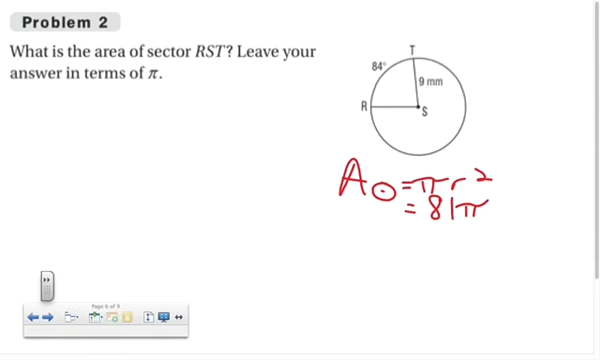 Problem 2
What is the area of sector RST? Leave your
answer in terms of π.
T
84°
9 mm
R
S
A⊙ = πr²
= 81π
Page 6 of 9